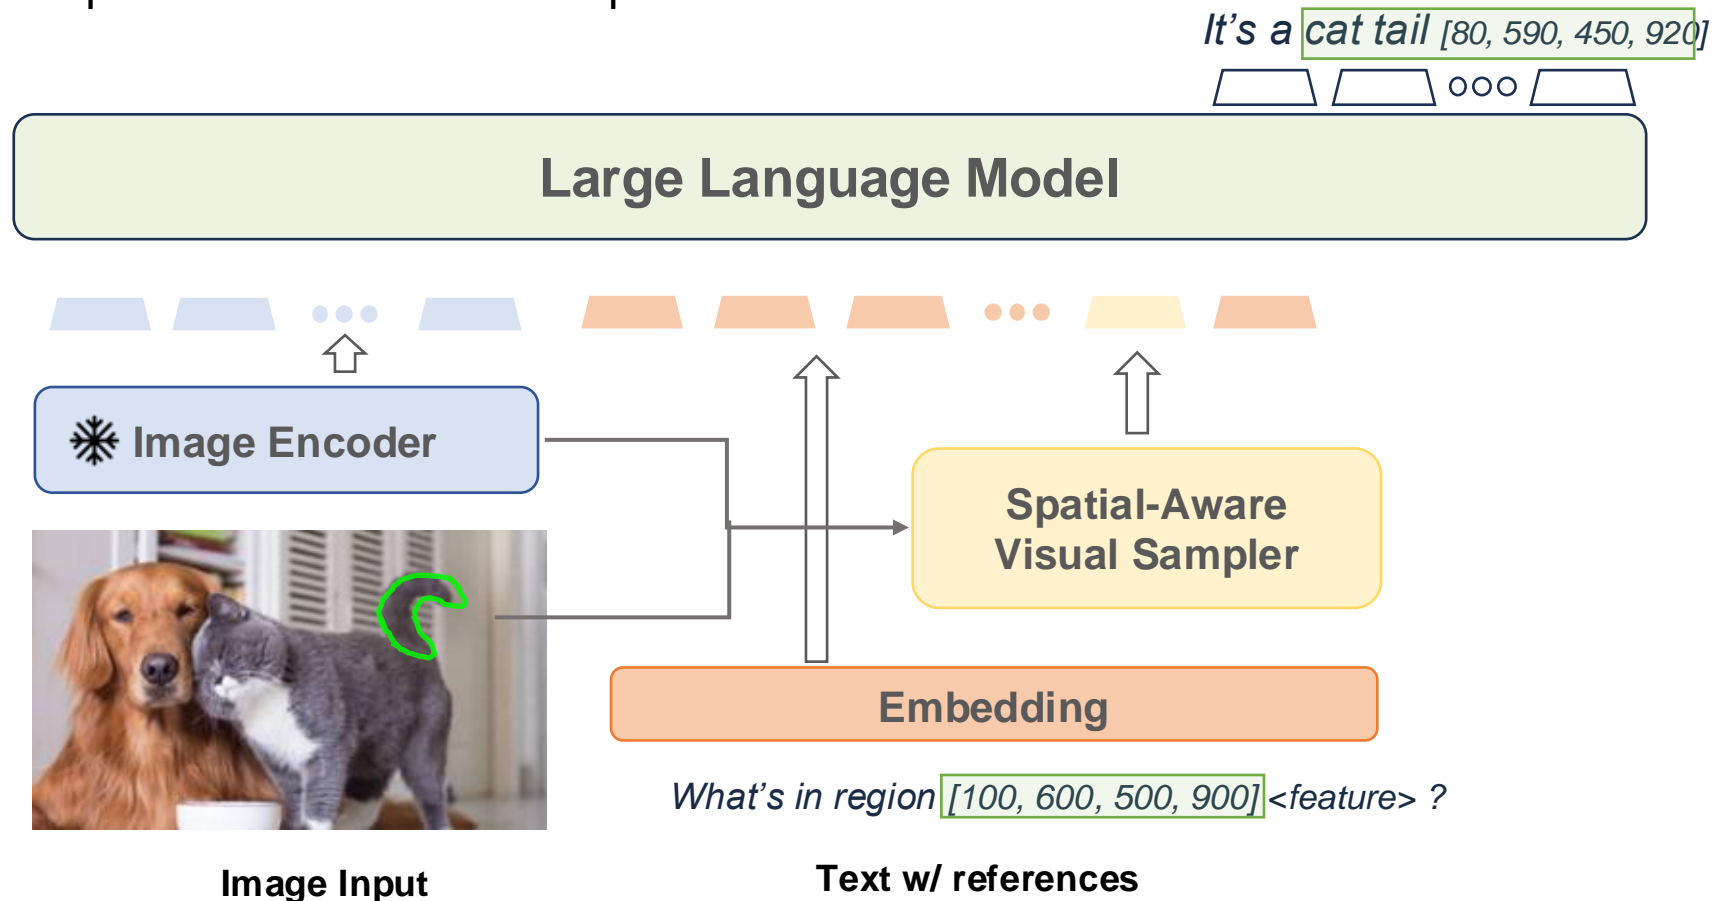 It's a cat tail [80, 590, 450, 920]
Large Language Model
Image Encoder
Spatial-Aware
Visual Sampler
Embedding
What's in region [100, 600, 500, 900] <feature> ?
Image Input
Text w/ references